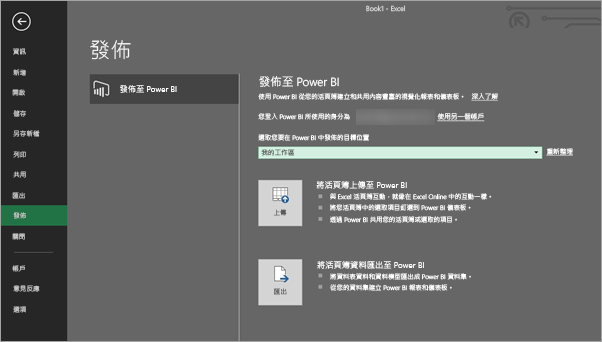 Book1 - Excel
資訊
新增
開啟
儲存
另存新檔
列印
共用
匯出
發佈
關閉
帳戶
意見反應
選項
發佈
發佈至 Power BI
發佈至 Power BI
使用 Power BI 從您的活頁簿建立和共用內容豐富的視覺化報表和儀表板。 深入了解
您登入 Power BI 所使用的身分為 使用另一個帳戶
選取您要在 Power BI 中發佈的目標位置
我的工作區 重新整理
上傳
將活頁簿上傳至 Power BI
與 Excel 活頁簿互動，就像在 Excel Online 中的互動一樣。
將您活頁簿中的選取項目釘選到 Power BI 儀表板。
透過 Power BI 共用您的活頁簿或選取的項目。
匯出
將活頁簿資料匯出至 Power BI
將資料表資料和資料模型匯出成 Power BI 資料集。
從您的資料集建立 Power BI 報表和儀表板。